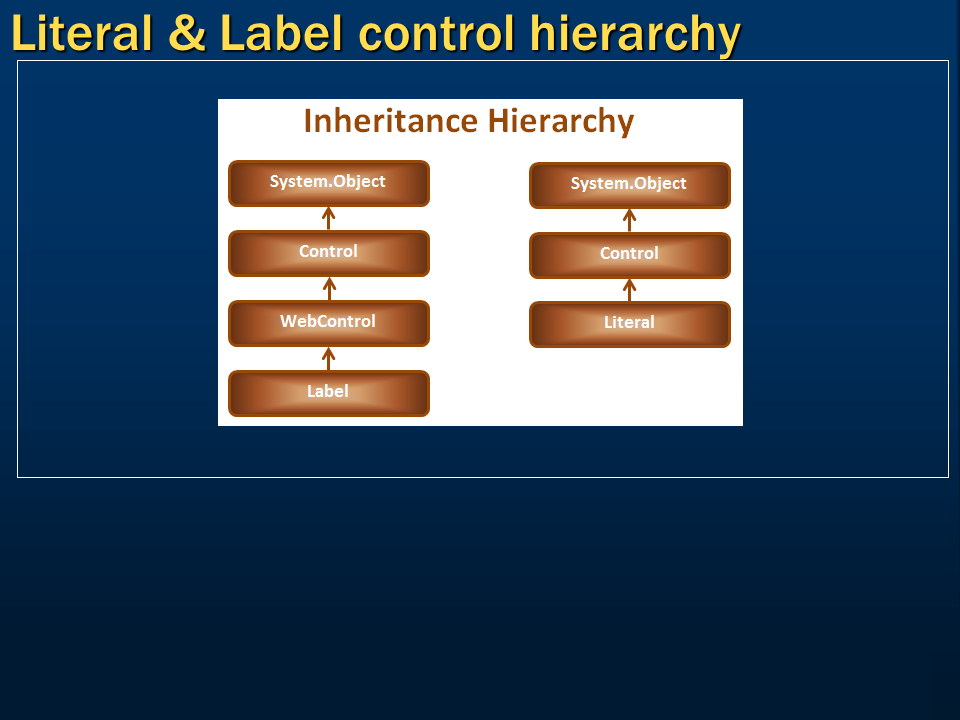 Literal & Label control hierarchy
Inheritance Hierarchy
System.Object
Control
WebControl
Label
System.Object
Control
Literal